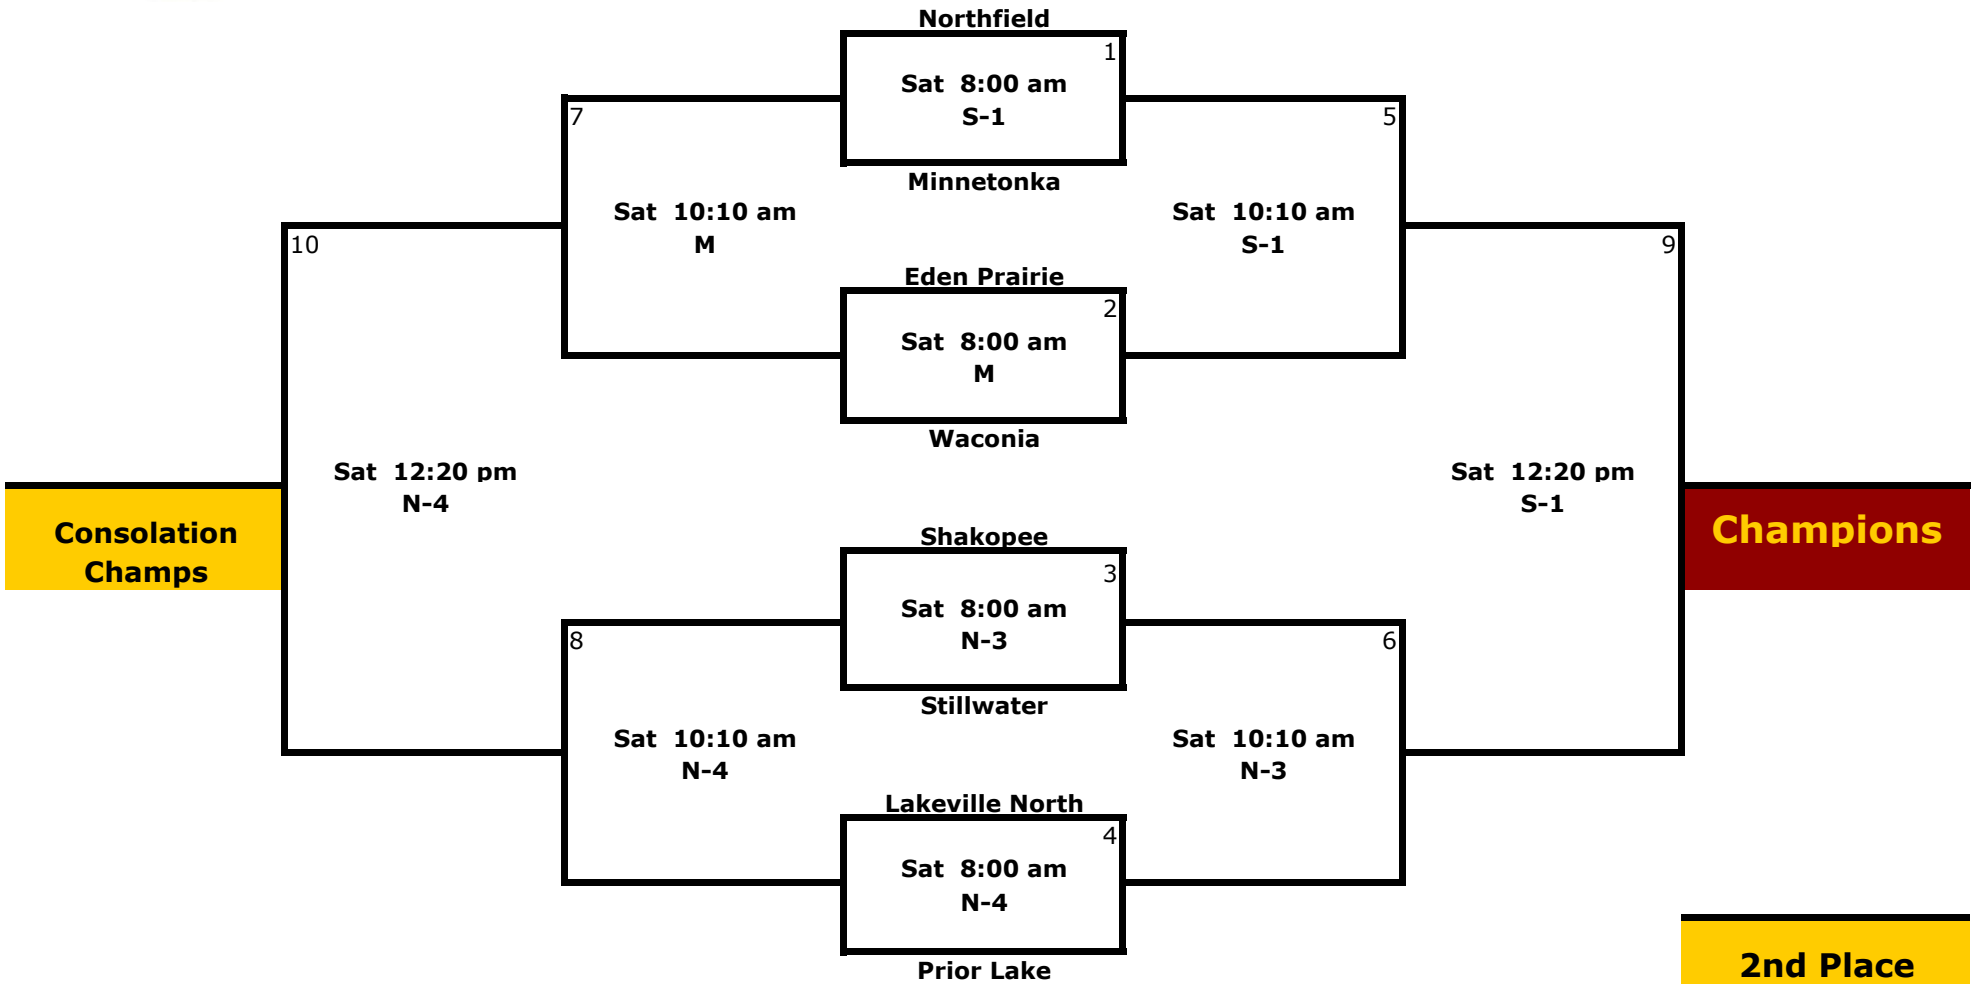 Northfield
1
Sat 8:00 am
S-1
7
5
Minnetonka
Sat 10:10 am
M
Sat 10:10 am
S-1
10
9
Eden Prairie
2
Sat 8:00 am
M
Waconia
Sat 12:20 pm
N-4
Sat 12:20 pm
S-1
Consolation
Champs
Champions
Shakopee
3
Sat 8:00 am
N-3
8
6
Stillwater
Sat 10:10 am
N-4
Sat 10:10 am
N-3
Lakeville North
4
Sat 8:00 am
N-4
Prior Lake
2nd Place